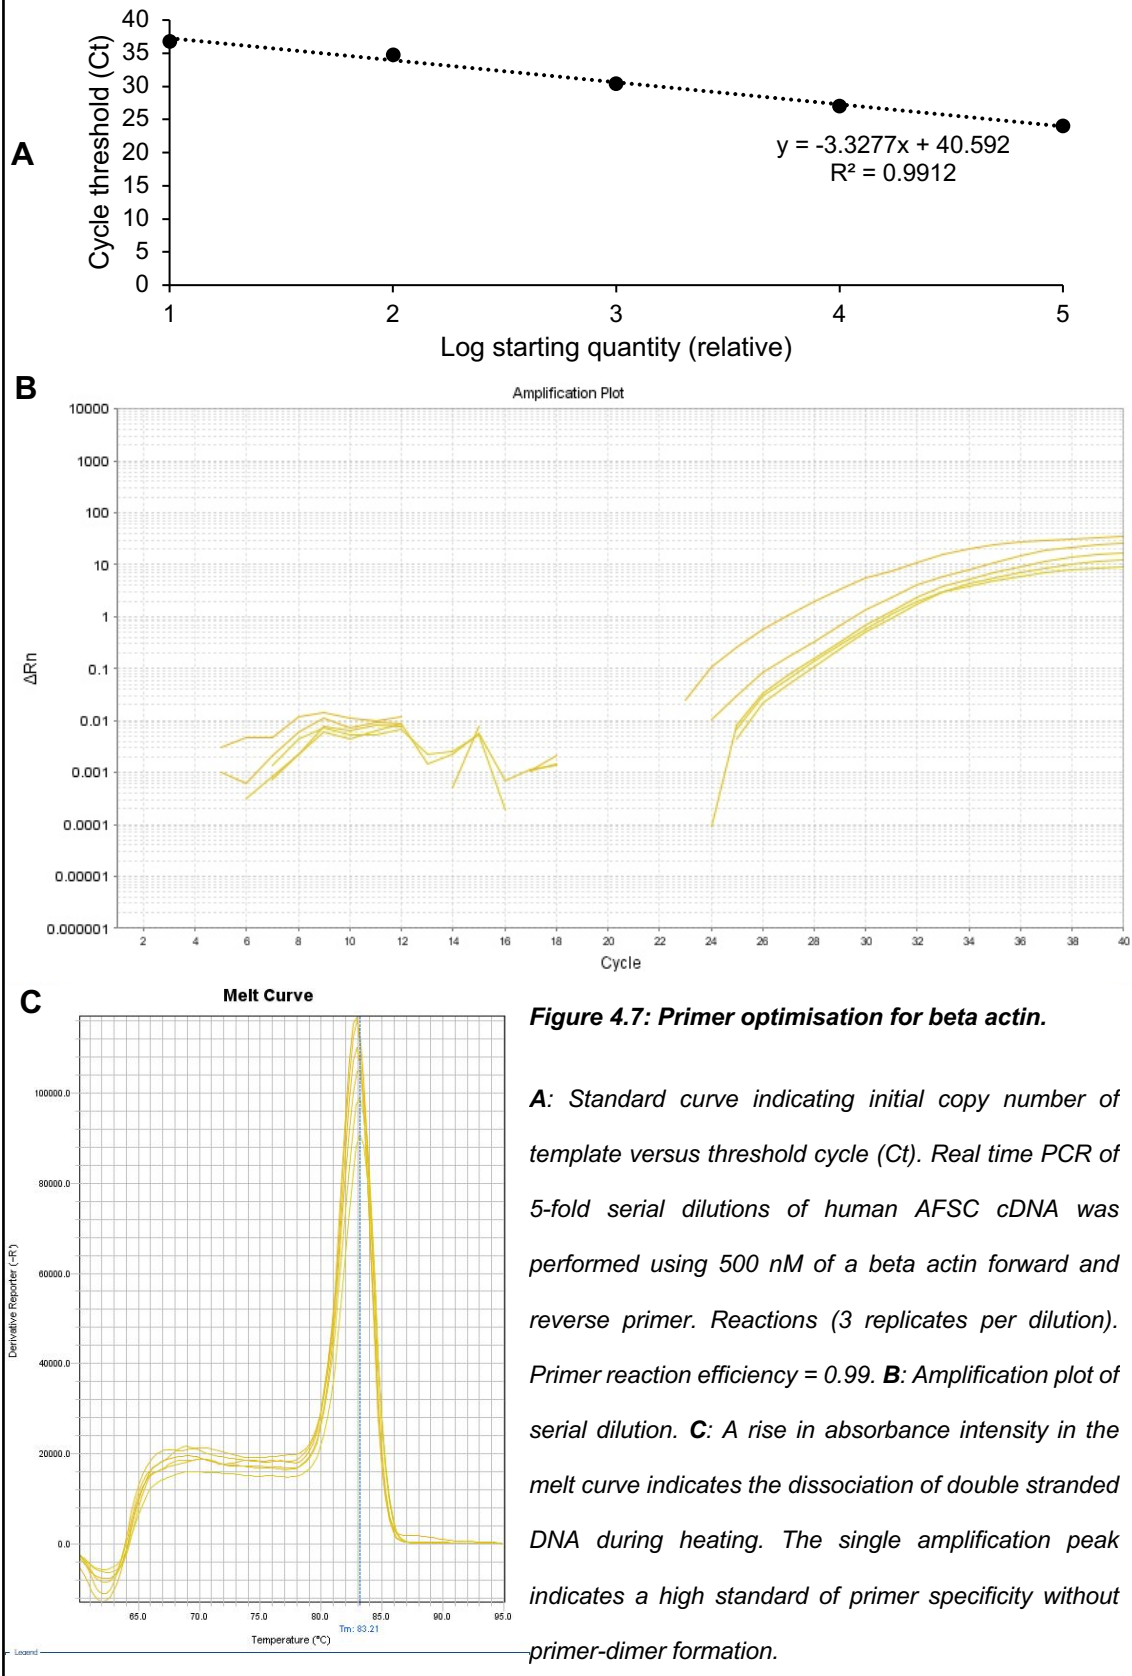 A
Cycle threshold (Ct)
40
35
30
25
20
15
10
5
0
y = -3.3277x + 40.592
R² = 0.9912
1 2 3 4 5
Log starting quantity (relative)
B
Amplification Plot
ΔRn
10000
1000
100
10
1
0.1
0.01
0.001
0.0001
0.00001
0.000001
2 4 6 8 10 12 14 16 18 20 22 24 26 28 30 32 34 36 38 40
Cycle
C
Melt Curve
Derivative Reporter (-R')
100000.0
80000.0
60000.0
40000.0
20000.0
0.0
65.0 70.0 75.0 80.0 85.0 90.0 95.0
Tm: 83.21
Temperature (°C)
Legend
Figure 4.7: Primer optimisation for beta actin.
A: Standard curve indicating initial copy number of
template versus threshold cycle (Ct). Real time PCR of
5-fold serial dilutions of human AFSC cDNA was
performed using 500 nM of a beta actin forward and
reverse primer. Reactions (3 replicates per dilution).
Primer reaction efficiency = 0.99. B: Amplification plot of
serial dilution. C: A rise in absorbance intensity in the
melt curve indicates the dissociation of double stranded
DNA during heating. The single amplification peak
indicates a high standard of primer specificity without
primer-dimer formation.